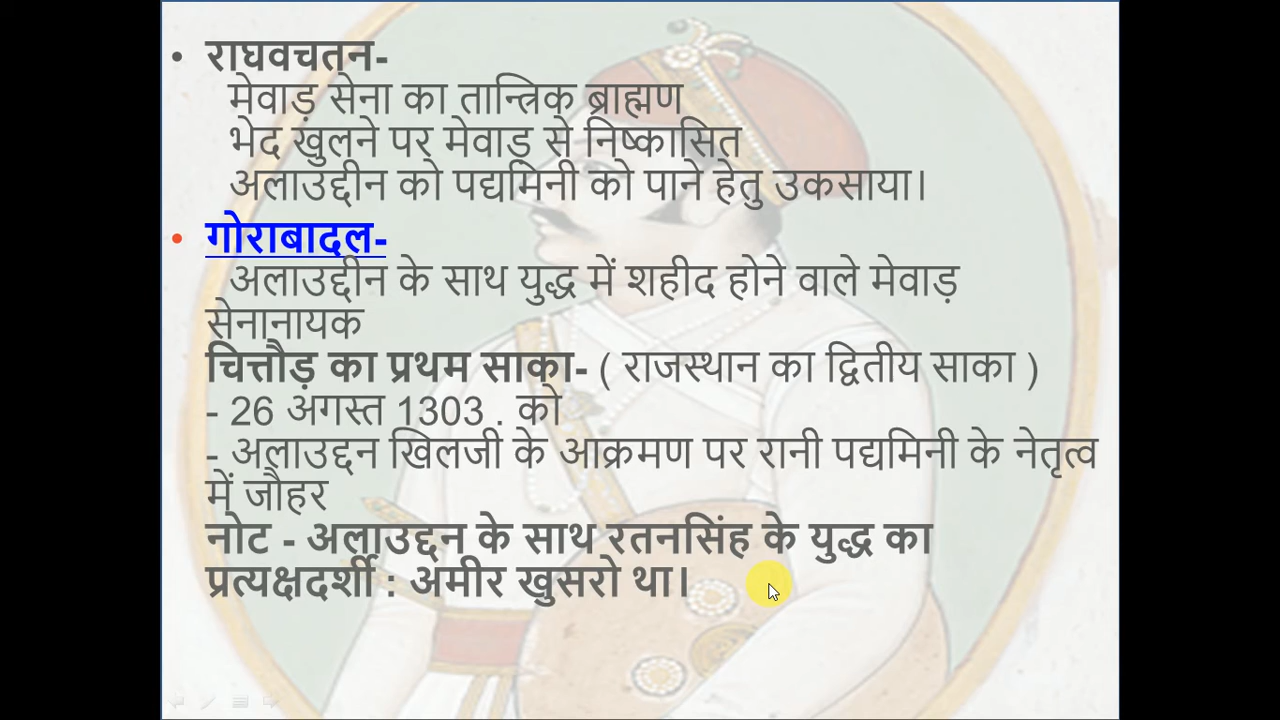 • राघवचतन-
मेवाड़ सेना का तान्त्रिक ब्राह्मण
भेद खुलने पर मेवाड़ से निष्कासित
अलाउद्दीन को पद्यमिनी को पाने हेतु उकसाया।
• गोराबादल-
अलाउद्दीन के साथ युद्ध में शहीद होने वाले मेवाड़
सेनानायक
चित्तौड़ का प्रथम साका- ( राजस्थान का द्वितीय साका )
- 26 अगस्त 1303 . को
- अलाउद्दन खिलजी के आक्रमण पर रानी पद्यमिनी के नेतृत्व
में जौहर
नोट - अलाउद्दन के साथ रतनसिंह के युद्ध का
प्रत्यक्षदर्शी : अमीर खुसरो था।